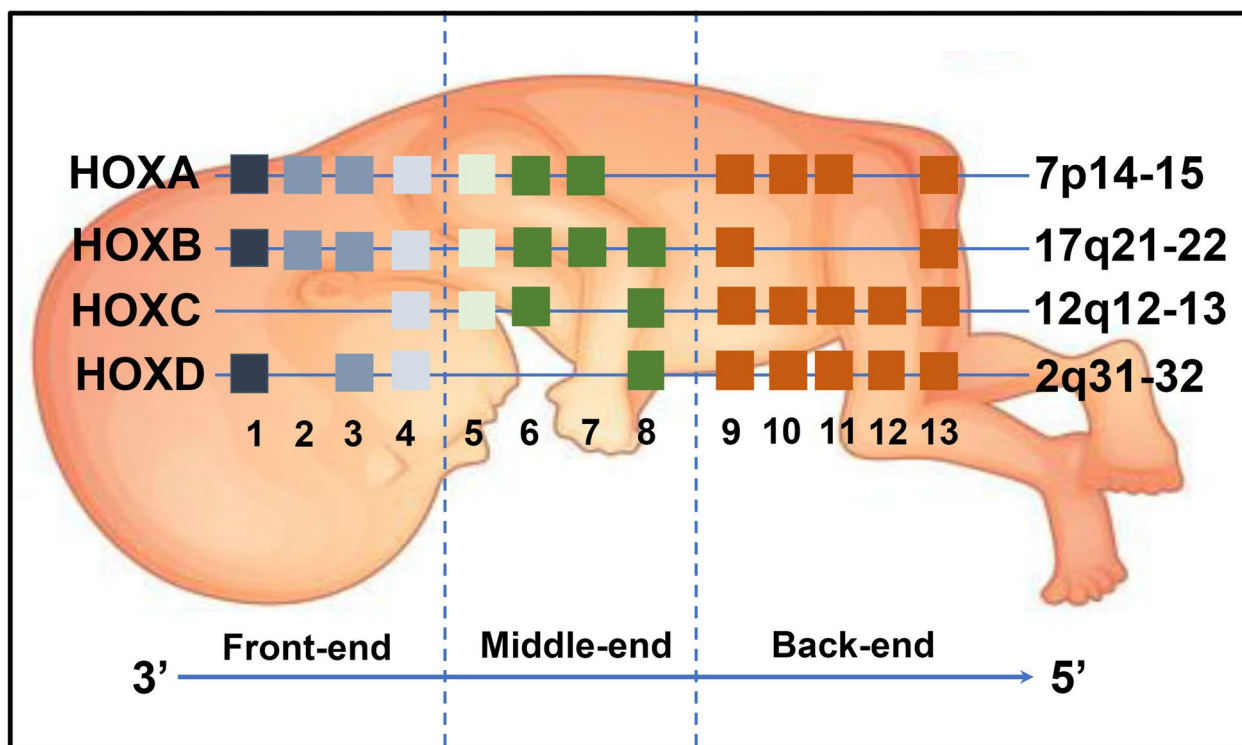 HOXA 7p14-15
HOXB 17q21-22
HOXC 12q12-13
HOXD 2q31-32
1 2 3 4 5 6 7 8 9 10 11 12 13
Front-end Middle-end Back-end
3’ 5’